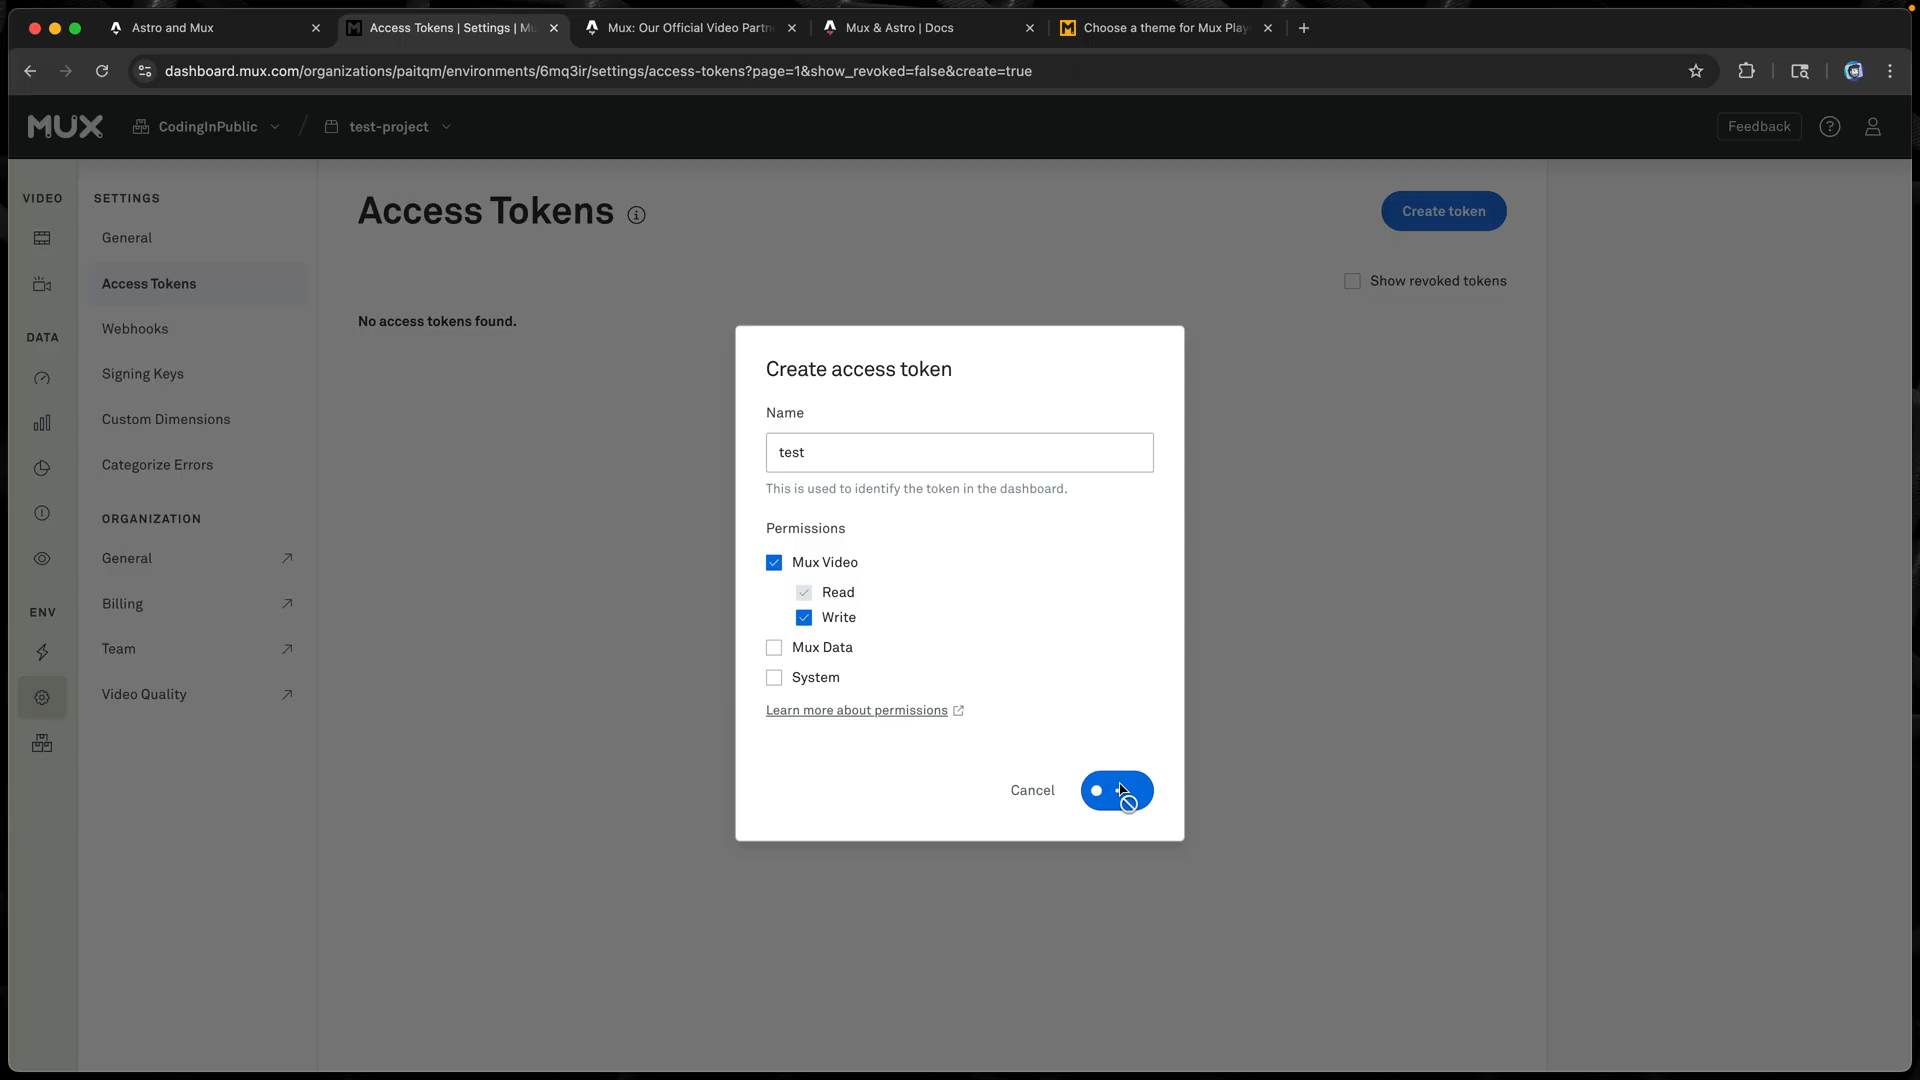 Astro and Mux
Access Tokens | Settings | Mu
Mux: Our Official Video Partn
Mux & Astro | Docs
Choose a theme for Mux Play
dashboard.mux.com/organizations/paitqm/environments/6mq3ir/settings/access-tokens?page=1&show_revoked=false&create=true
MUX
CodingInPublic
/
test-project
Feedback
VIDEO
DATA
ENV
SETTINGS
General
Access Tokens
Webhooks
Signing Keys
Custom Dimensions
Categorize Errors
ORGANIZATION
General
Billing
Team
Video Quality
Access Tokens
Create token
Show revoked tokens
No access tokens found.
Create access token
Name
test
This is used to identify the token in the dashboard.
Permissions
Mux Video
Read
Write
Mux Data
System
Learn more about permissions
Cancel